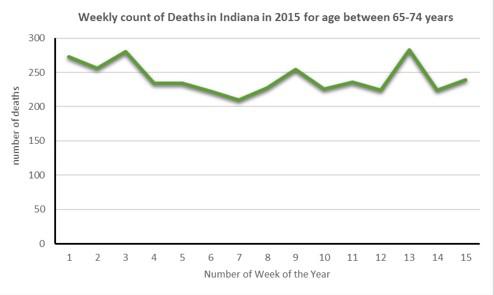 Weekly count of Deaths in Indiana in 2015 for age between 65-74 years
number of deaths
300
250
200
150
100
50
0
1 2 3 4 5 6 7 8 9 10 11 12 13 14 15
Number of Week of the Year